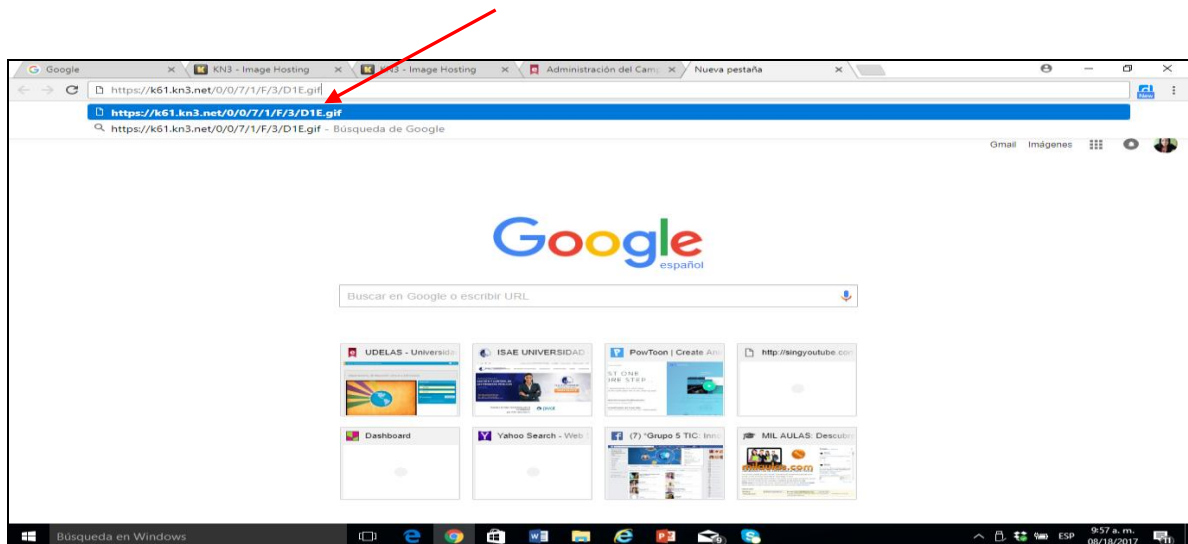 Google
KN3 - Image Hosting
KN3 - Image Hosting
Administración del Cam
Nueva pestaña
https://k61.kn3.net/0/0/7/1/F/3/D1E.gif
New
https://k61.kn3.net/0/0/7/1/F/3/D1E.gif
https://k61.kn3.net/0/0/7/1/F/3/D1E.gif - Búsqueda de Google
Gmail Imágenes
Google
español
Buscar en Google o escribir URL
UDELAS - Universida
ISAE UNIVERSIDAD
PowToon | Create An
http://singyoutube.co
Dashboard
Yahoo Search - Web
(7) "Grupo 5 TIC: Inn
MIL AULAS: Descubr
milaulas.com
Búsqueda en Windows
ESP
9:57 a. m.
08/18/2017